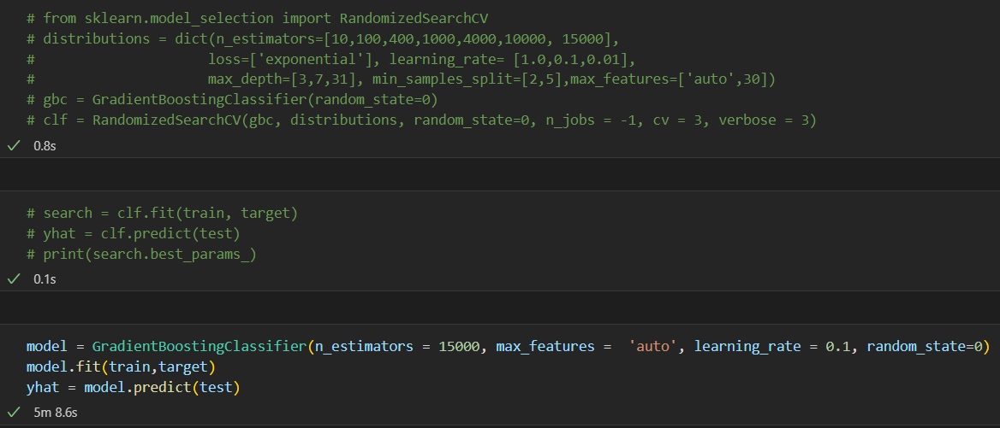 # from sklearn.model_selection import RandomizedSearchCV
# distributions = dict(n_estimators=[10,100,400,1000,4000,10000, 15000],
#                     loss=['exponential'], learning_rate= [1.0,0.1,0.01],
#                     max_depth=[3,7,31], min_samples_split=[2,5],max_features=['auto',30])
# gbc = GradientBoostingClassifier(random_state=0)
# clf = RandomizedSearchCV(gbc, distributions, random_state=0, n_jobs = -1, cv = 3, verbose = 3)
0.8s
# search = clf.fit(train, target)
# yhat = clf.predict(test)
# print(search.best_params_)
0.1s
model = GradientBoostingClassifier(n_estimators = 15000, max_features =  'auto', learning_rate = 0.1, random_state=0)
model.fit(train,target)
yhat = model.predict(test)
5m 8.6s